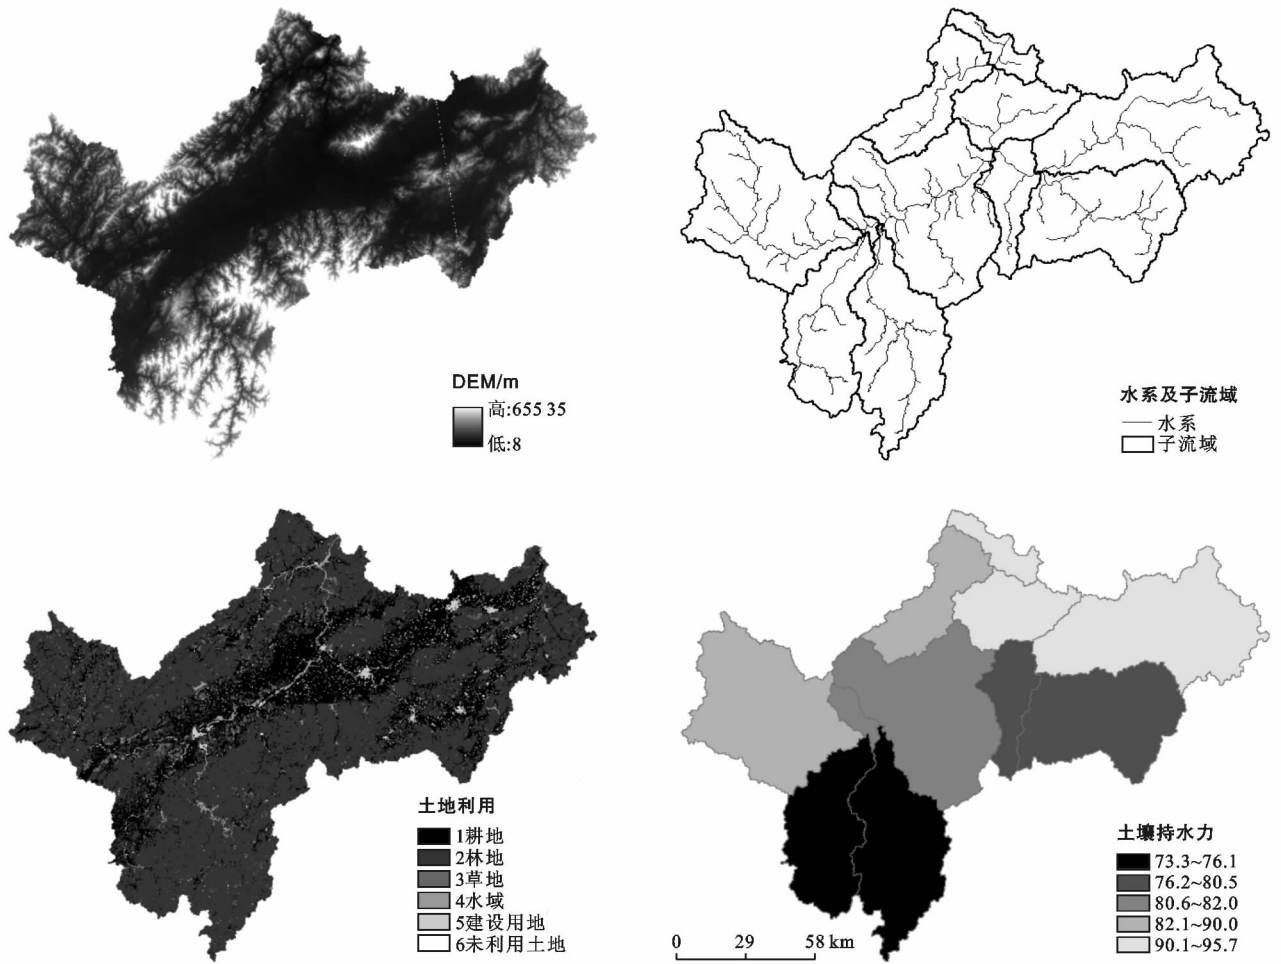 DEM/m
高:655 35
低:8
水系及子流域
水系
子流域
土地利用
1耕地
2林地
3草地
4水域
5建设用地
6未利用土地
土壤持水力
73.3~76.1
76.2~80.5
80.6~82.0
82.1~90.0
90.1~95.7
0 29 58 km